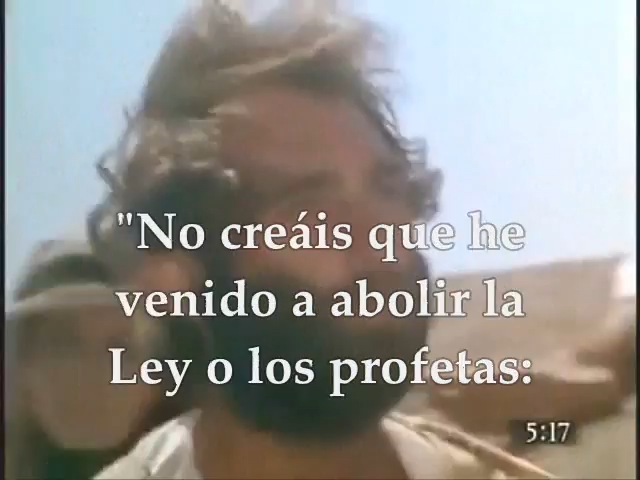 "No creáis que he
venido a abolir la
Ley o los profetas:
5:17